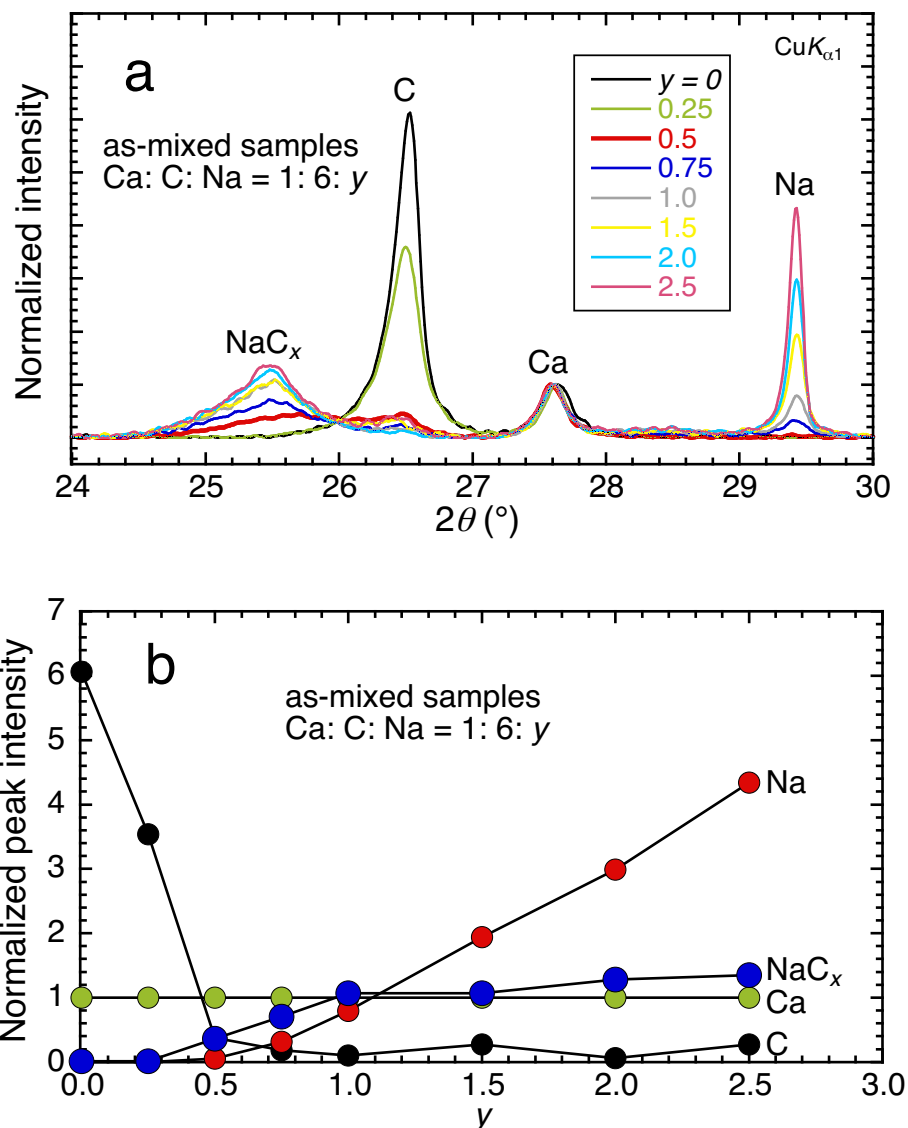 a
CuKα1
C
as-mixed samples
Ca: C: Na = 1: 6: y
y = 0
0.25
0.5
0.75
1.0
1.5
2.0
2.5
Na
NaCx
Ca
Normalized intensity
24 25 26 27 28 29 30
2θ (°)
b
as-mixed samples
Ca: C: Na = 1: 6: y
Na
NaCx
Ca
C
Normalized peak intensity
7
6
5
4
3
2
1
0
0.0 0.5 1.0 1.5 2.0 2.5 3.0
y